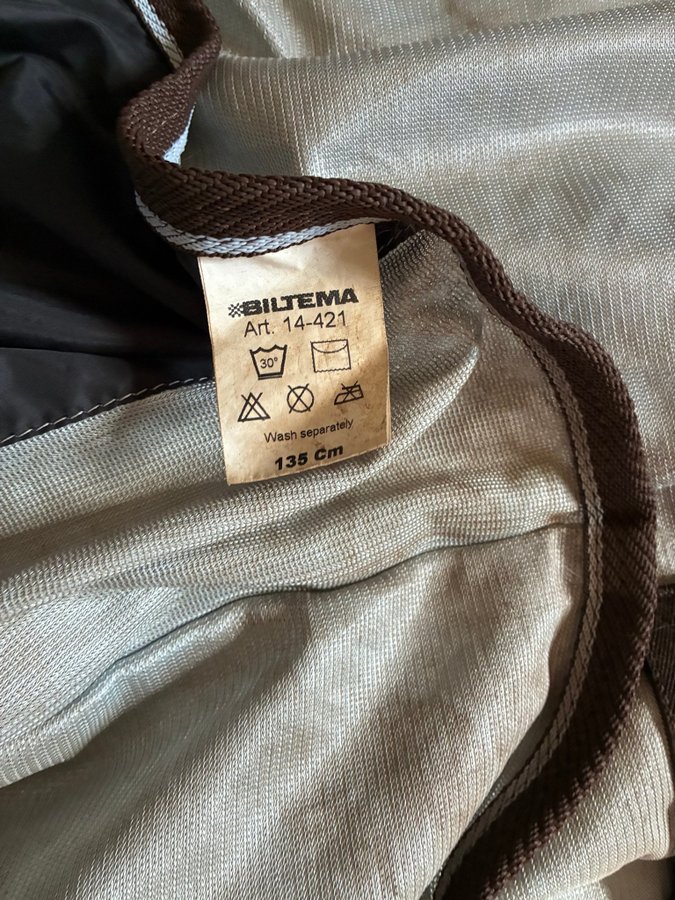 BILTEMA
Art. 14-421
30°
Wash separately
135 Cm